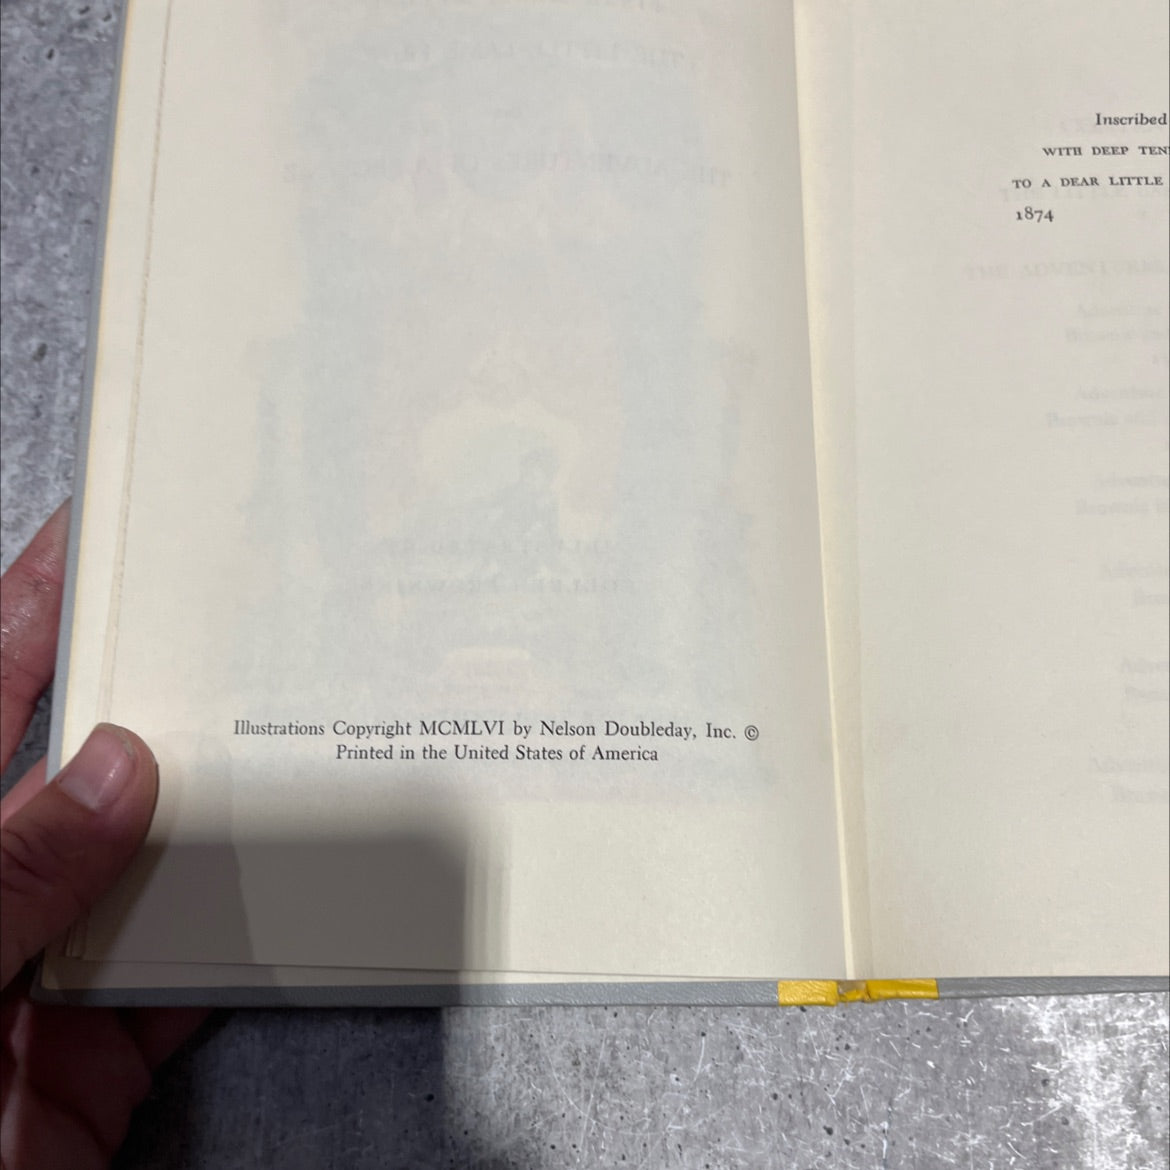 Illustrations Copyright MCMLVI by Nelson Doubleday, Inc. ©
Printed in the United States of America
Inscribed
WITH DEEP TEN
TO A DEAR LITTLE
1874